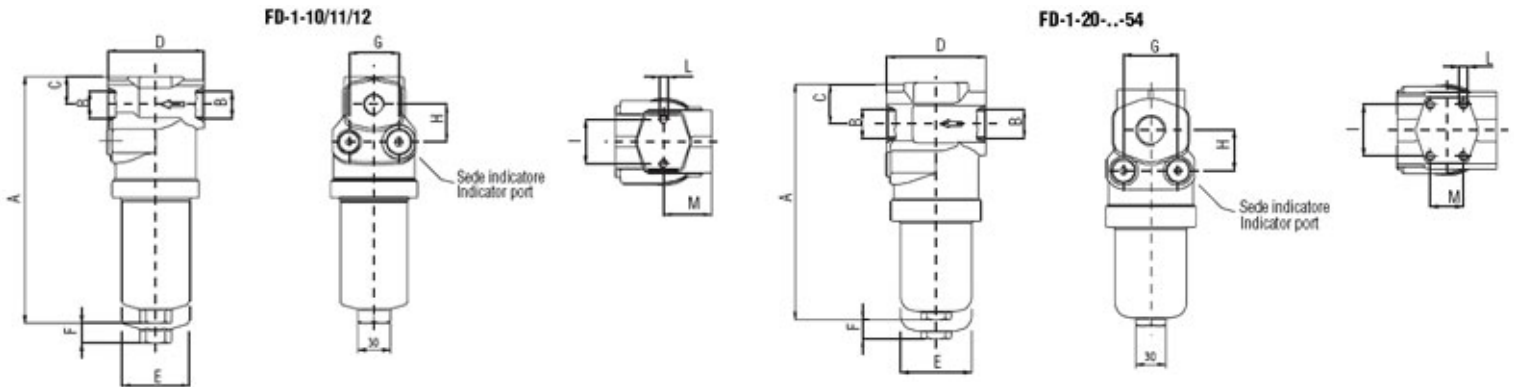 FD-1-10/11/12
FD-1-20-..-54
D
C
B
B
A
F
E
G
H
30
Sede indicatore
Indicator port
L
I
M
D
C
B
B
A
F
E
G
H
30
Sede indicatore
Indicator port
L
I
M